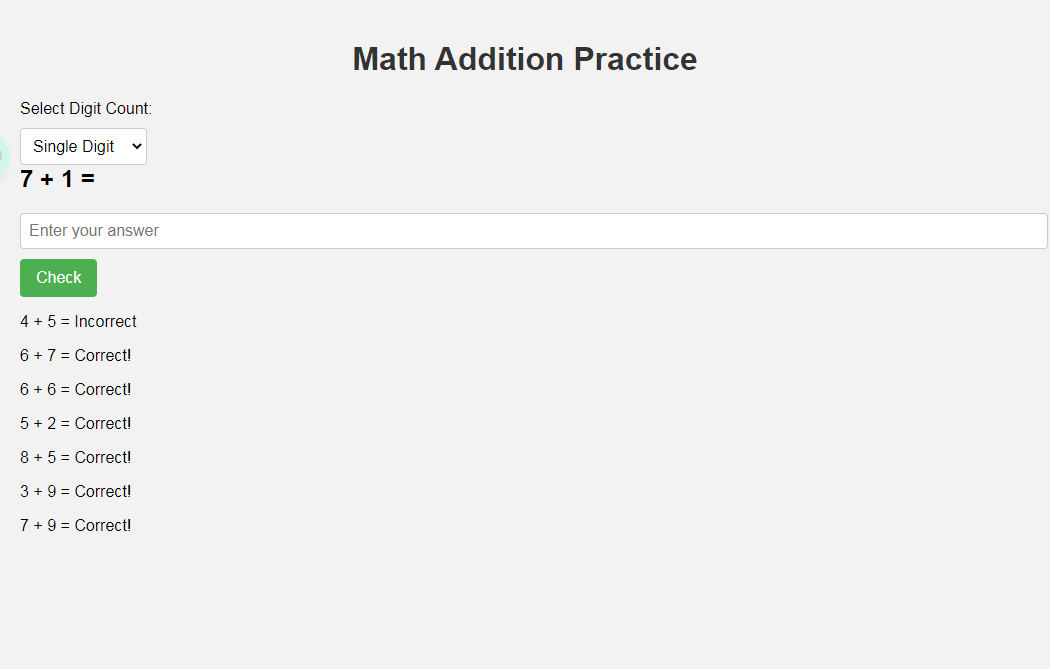 Math Addition Practice
Select Digit Count:
Single Digit
7 + 1 =
Enter your answer
Check
4 + 5 = Incorrect
6 + 7 = Correct!
6 + 6 = Correct!
5 + 2 = Correct!
8 + 5 = Correct!
3 + 9 = Correct!
7 + 9 = Correct!